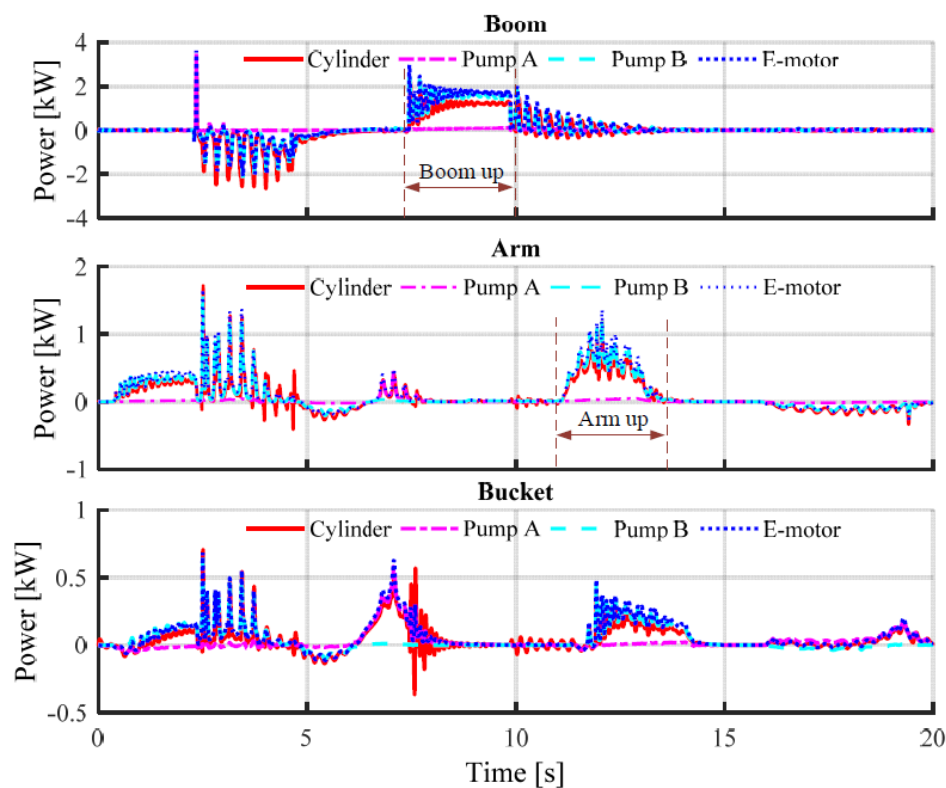 Boom
Cylinder Pump A Pump B E-motor
Power [kW]
4
2
0
-2
-4
Boom up
Arm
Cylinder Pump A Pump B E-motor
Power [kW]
2
1
0
-1
Arm up
Bucket
Cylinder Pump A Pump B E-motor
Power [kW]
1
0.5
0
-0.5
0 5 10 15 20
Time [s]